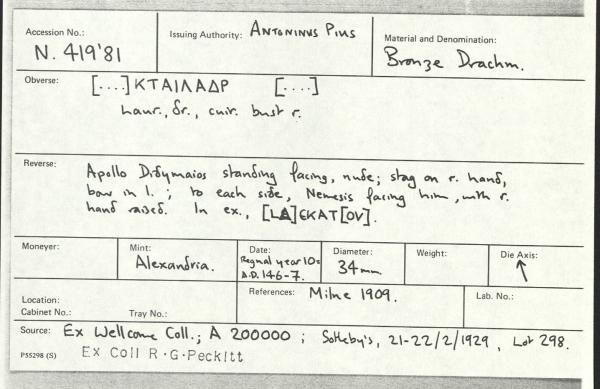 Accession No.: N. 419'81
Issuing Authority: ANTONINUS PIUS
Material and Denomination: Bronze Drachm.
Obverse: [....]ΚΤΑΙΛΑΔΡ [....]
laur., dr., cuir. bust r.
Reverse: Apollo Didymaios standing facing, nude; stag on r. hand,
bow in l.; to each side, Nemesis facing him, with r.
hand raised. In ex., [LΔ]ЄΚΑΤ[ΟV].
Moneyer:
Mint: Alexandria.
Date: Regnal year 10 =
A.D. 146-7.
Diameter: 34mm
Weight:
Die Axis: ↑
Location:
Cabinet No.: Tray No.:
References: Milne 1909.
Lab. No.:
Source: Ex Wellcome Coll.; A 200000; Sotheby's, 21-22/2/1929, Lot 298.
P55298 (S) Ex Coll R.G.Peckitt